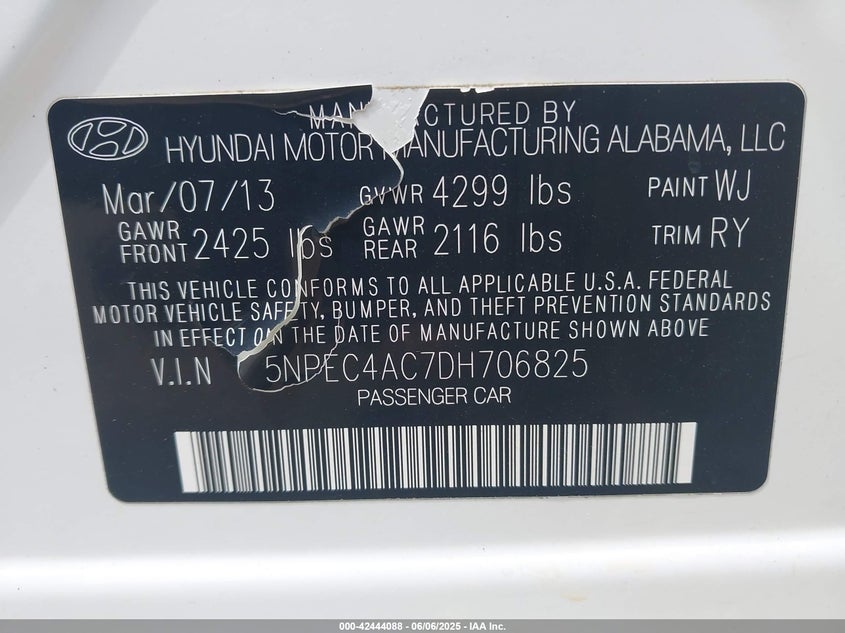 MANUFACTURED BY
HYUNDAI MOTOR MANUFACTURING ALABAMA, LLC
Mar/07/13 GVWR 4299 lbs PAINT WJ
GAWR FRONT 2425 lbs GAWR REAR 2116 lbs TRIM RY
THIS VEHICLE CONFORMS TO ALL APPLICABLE U.S.A. FEDERAL
MOTOR VEHICLE SAFETY, BUMPER, AND THEFT PREVENTION STANDARDS
IN EFFECT ON THE DATE OF MANUFACTURE SHOWN ABOVE
V.I.N 5NPEC4AC7DH706825
PASSENGER CAR
000-42444088 - 06/06/2025 - IAA Inc.